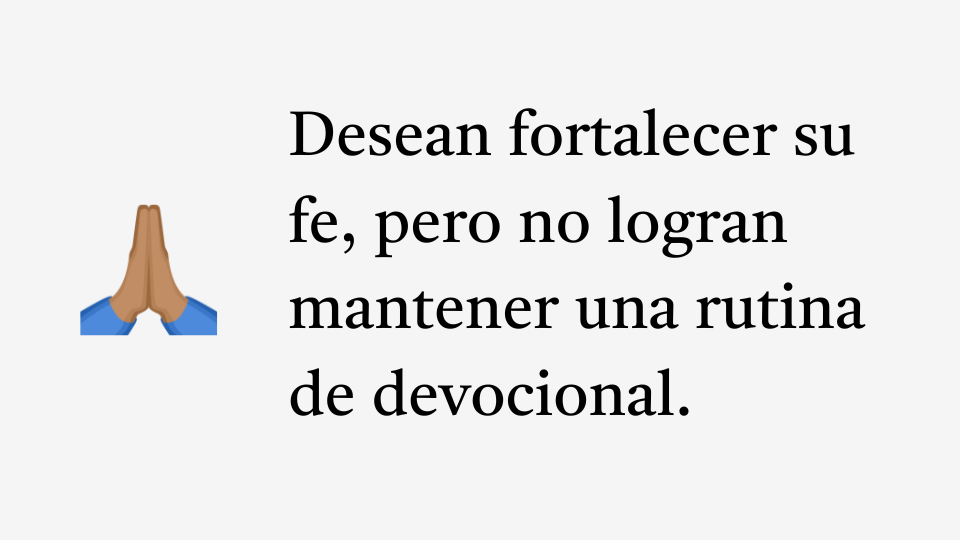 Desean fortalecer su
fe, pero no logran
mantener una rutina
de devocional.